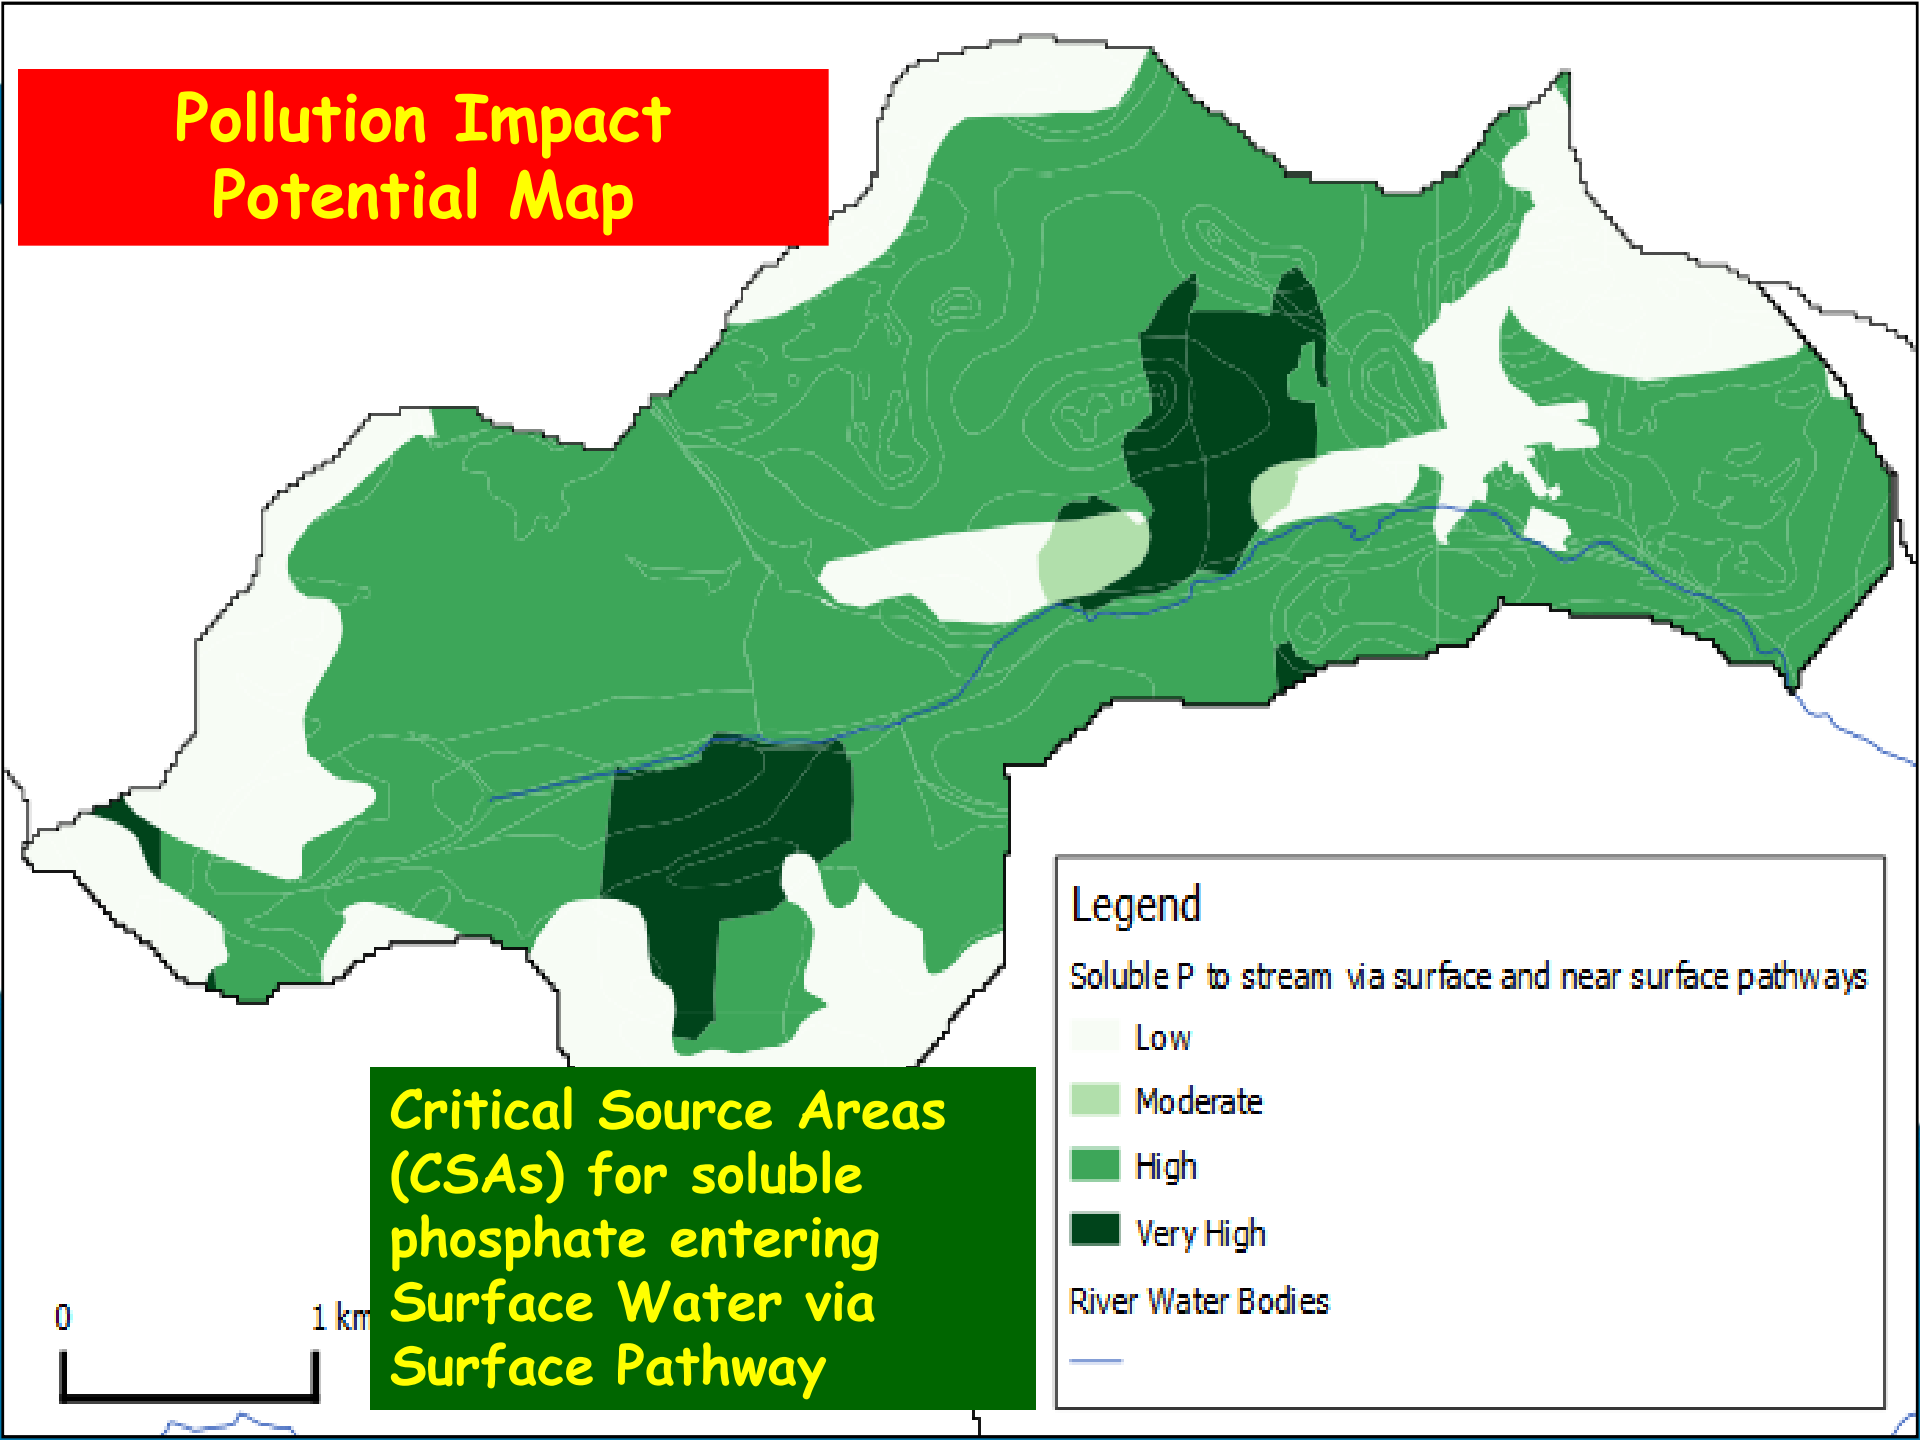 Pollution Impact
Potential Map
Legend
Soluble P to stream via surface and near surface pathways
Low
Moderate
High
Very High
River Water Bodies
Critical Source Areas
(CSAs) for soluble
phosphate entering
Surface Water via
Surface Pathway
0 1 km